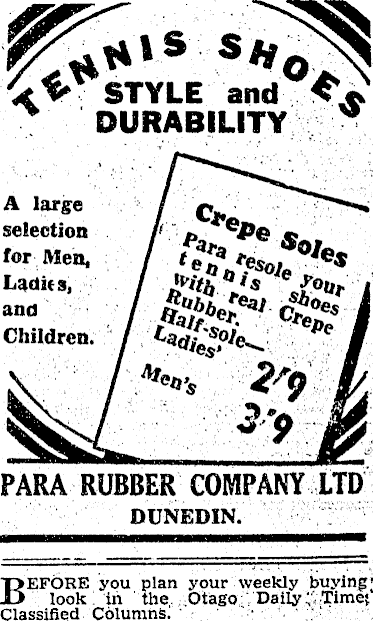 TENNIS SHOES
STYLE and
DURABILITY
A large
selection
for Men,
Ladies,
and
Children.
Crepe Soles
Para resole your
tennis shoes
with real Crepe
Rubber.
Half-sole—
Ladies' 2/9
Men's 3/9
PARA RUBBER COMPANY LTD
DUNEDIN.
BEFORE you plan your weekly buying
look in the Otago Daily Times
Classified Columns.